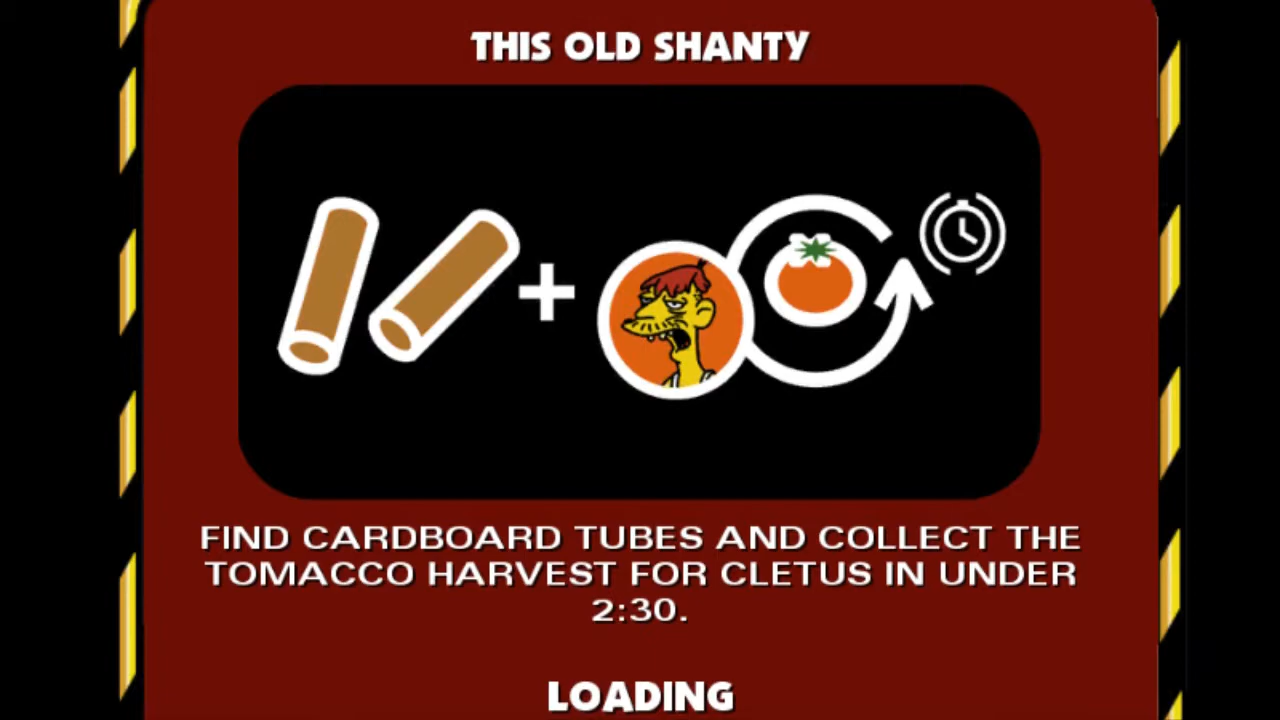 THIS OLD SHANTY
FIND CARDBOARD TUBES AND COLLECT THE
TOMACCO HARVEST FOR CLETUS IN UNDER
2:30.
LOADING